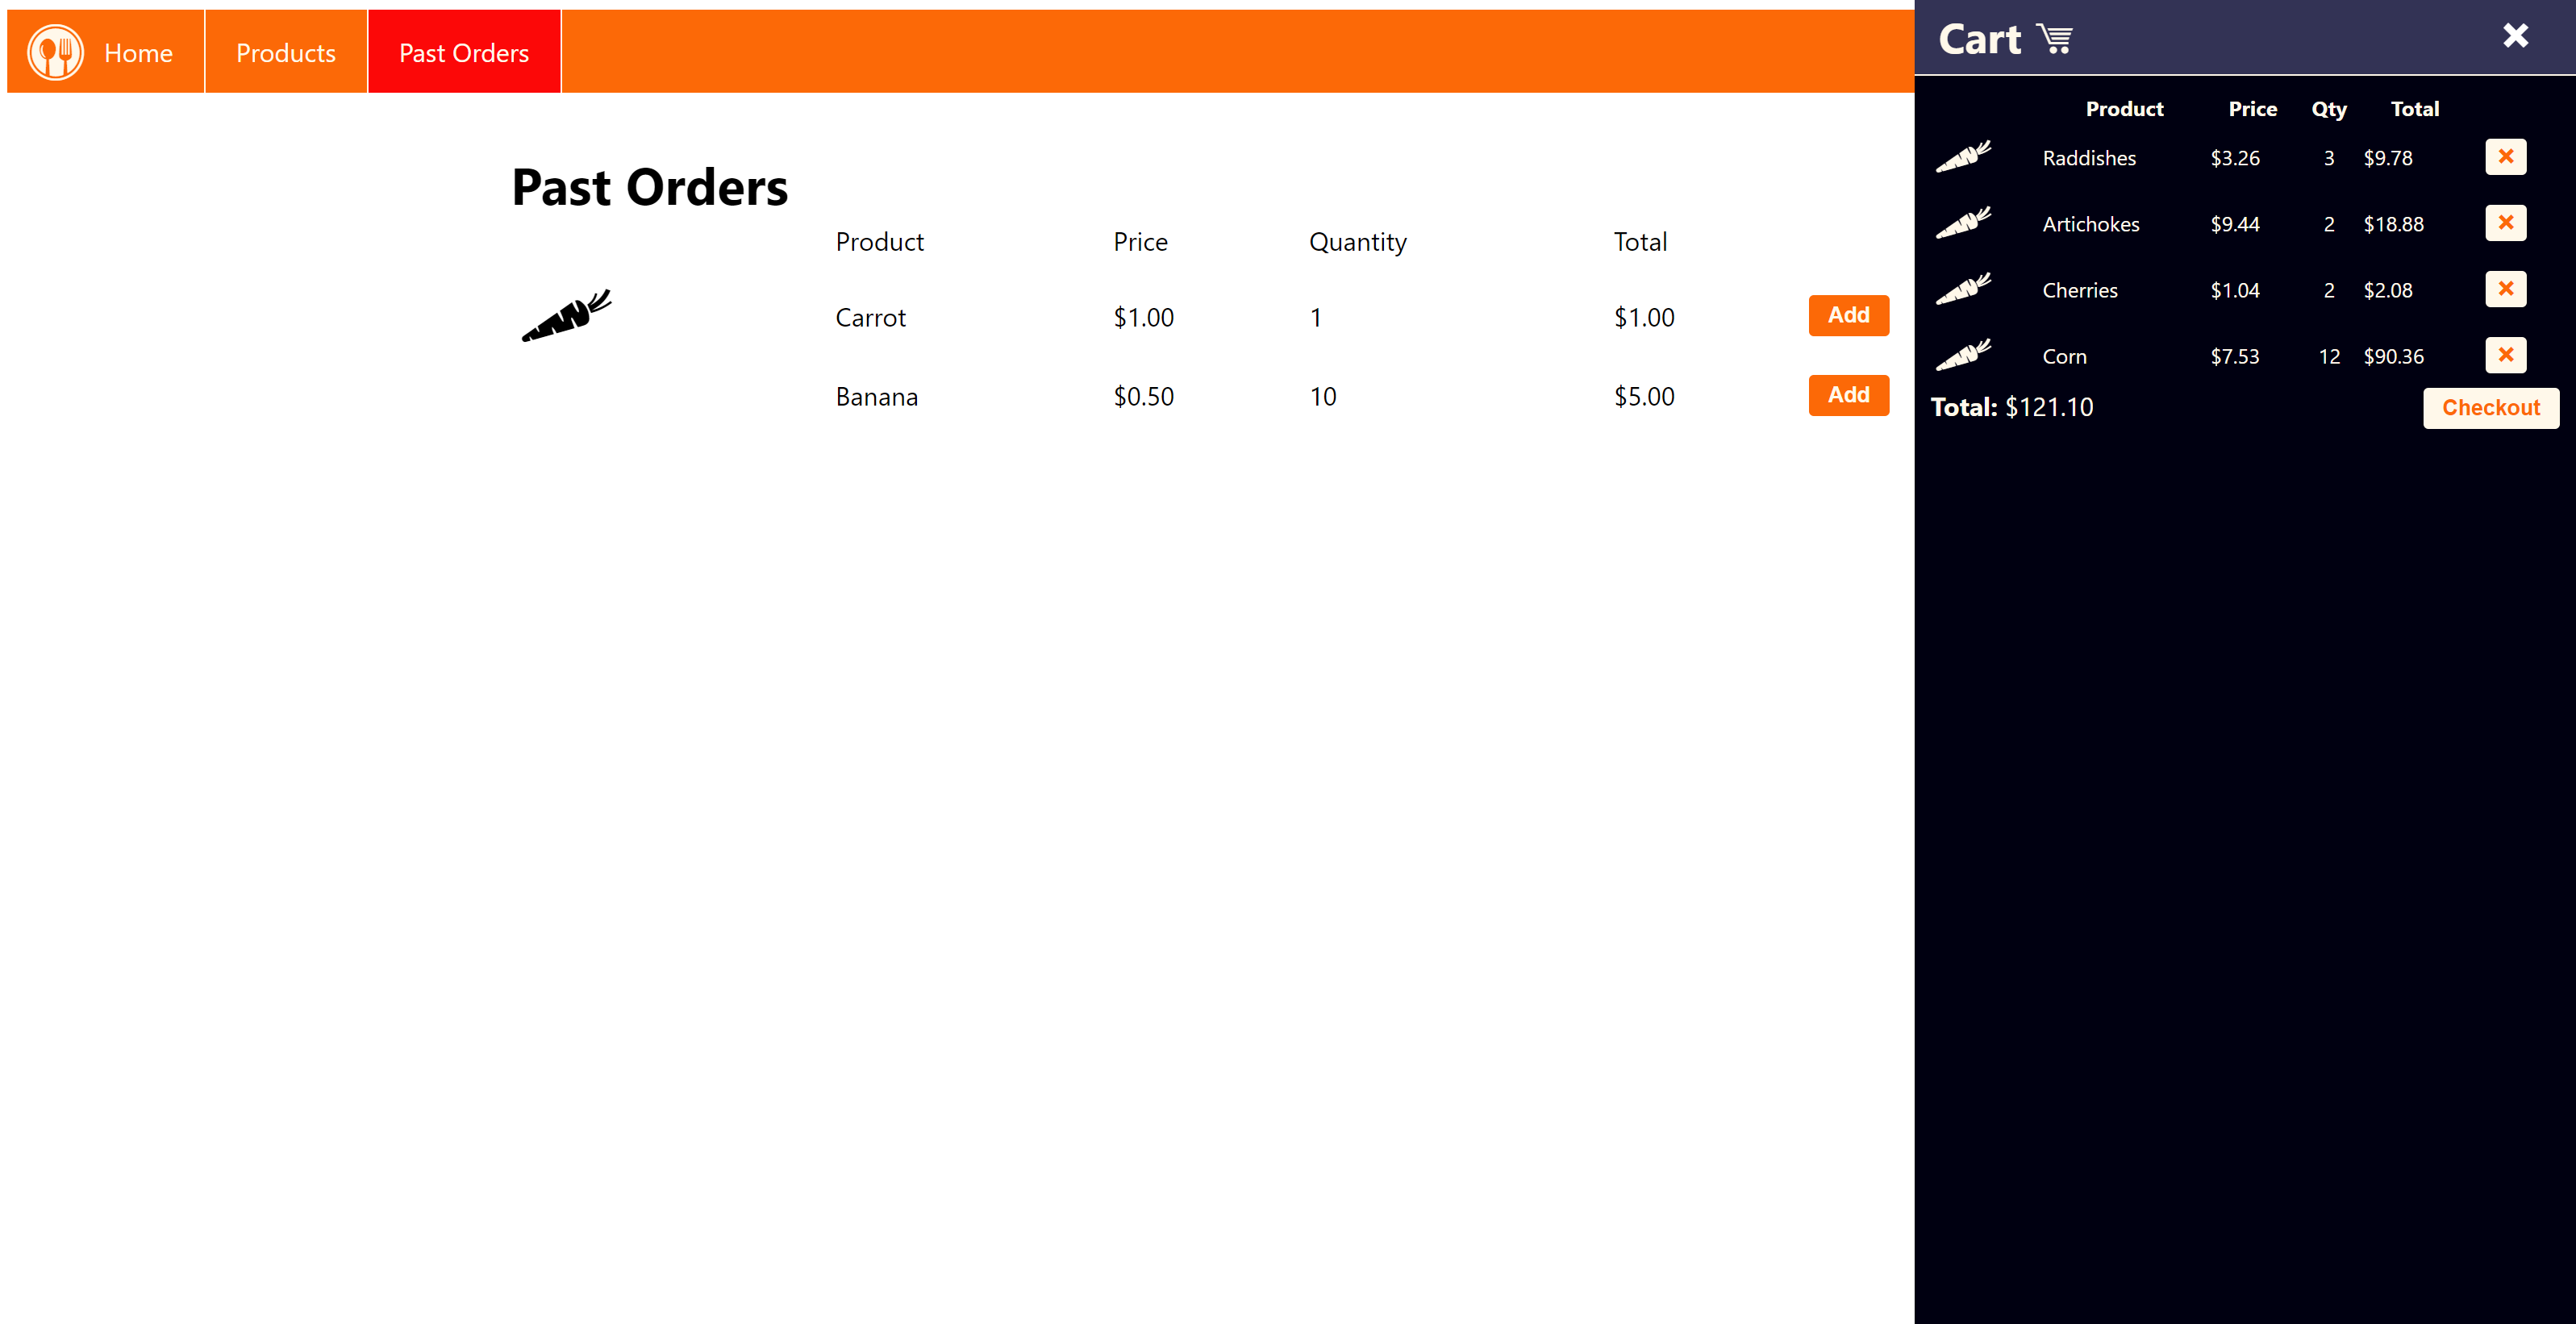 Home Products Past Orders
Past Orders
Product Price Quantity Total
Carrot $1.00 1 $1.00 Add
Banana $0.50 10 $5.00 Add
Cart
Product Price Qty Total
Raddishes $3.26 3 $9.78
Artichokes $9.44 2 $18.88
Cherries $1.04 2 $2.08
Corn $7.53 12 $90.36
Total: $121.10 Checkout